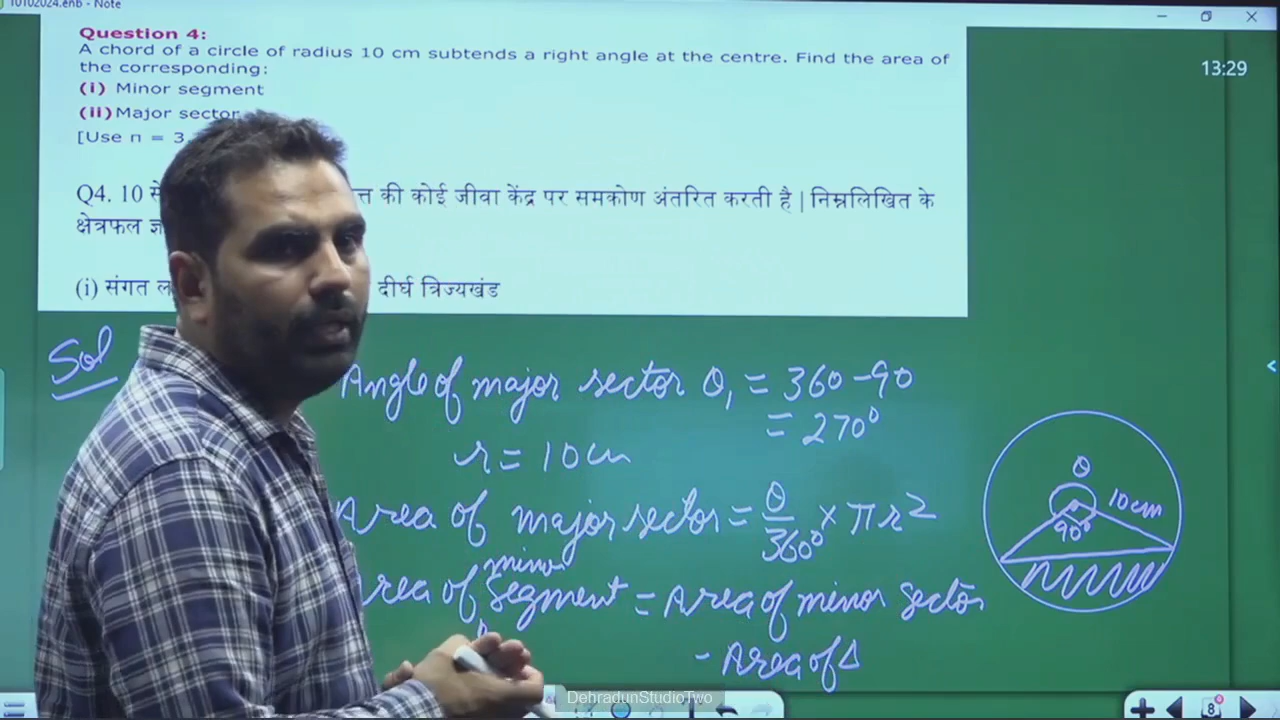 10102024.enb - Note
Question 4:
A chord of a circle of radius 10 cm subtends a right angle at the centre. Find the area of
the corresponding:
(i) Minor segment
(ii) Major sector
[Use π = 3.
13:29
Q4. 10 की कोई जीवा केंद्र पर समकोण अंतरित करती है | निम्नलिखित के
क्षेत्रफल
(i) संगत दीर्घ त्रिज्यखंड
Sol
Angle of major sector θ₁ = 360 - 90
= 270°
r = 10 cm
Area of major sector = θ/360° × πr²
minor
Area of segment = Area of minor sector
- Area of Δ
θ
10cm
90°
DehradunStudioTwo
8